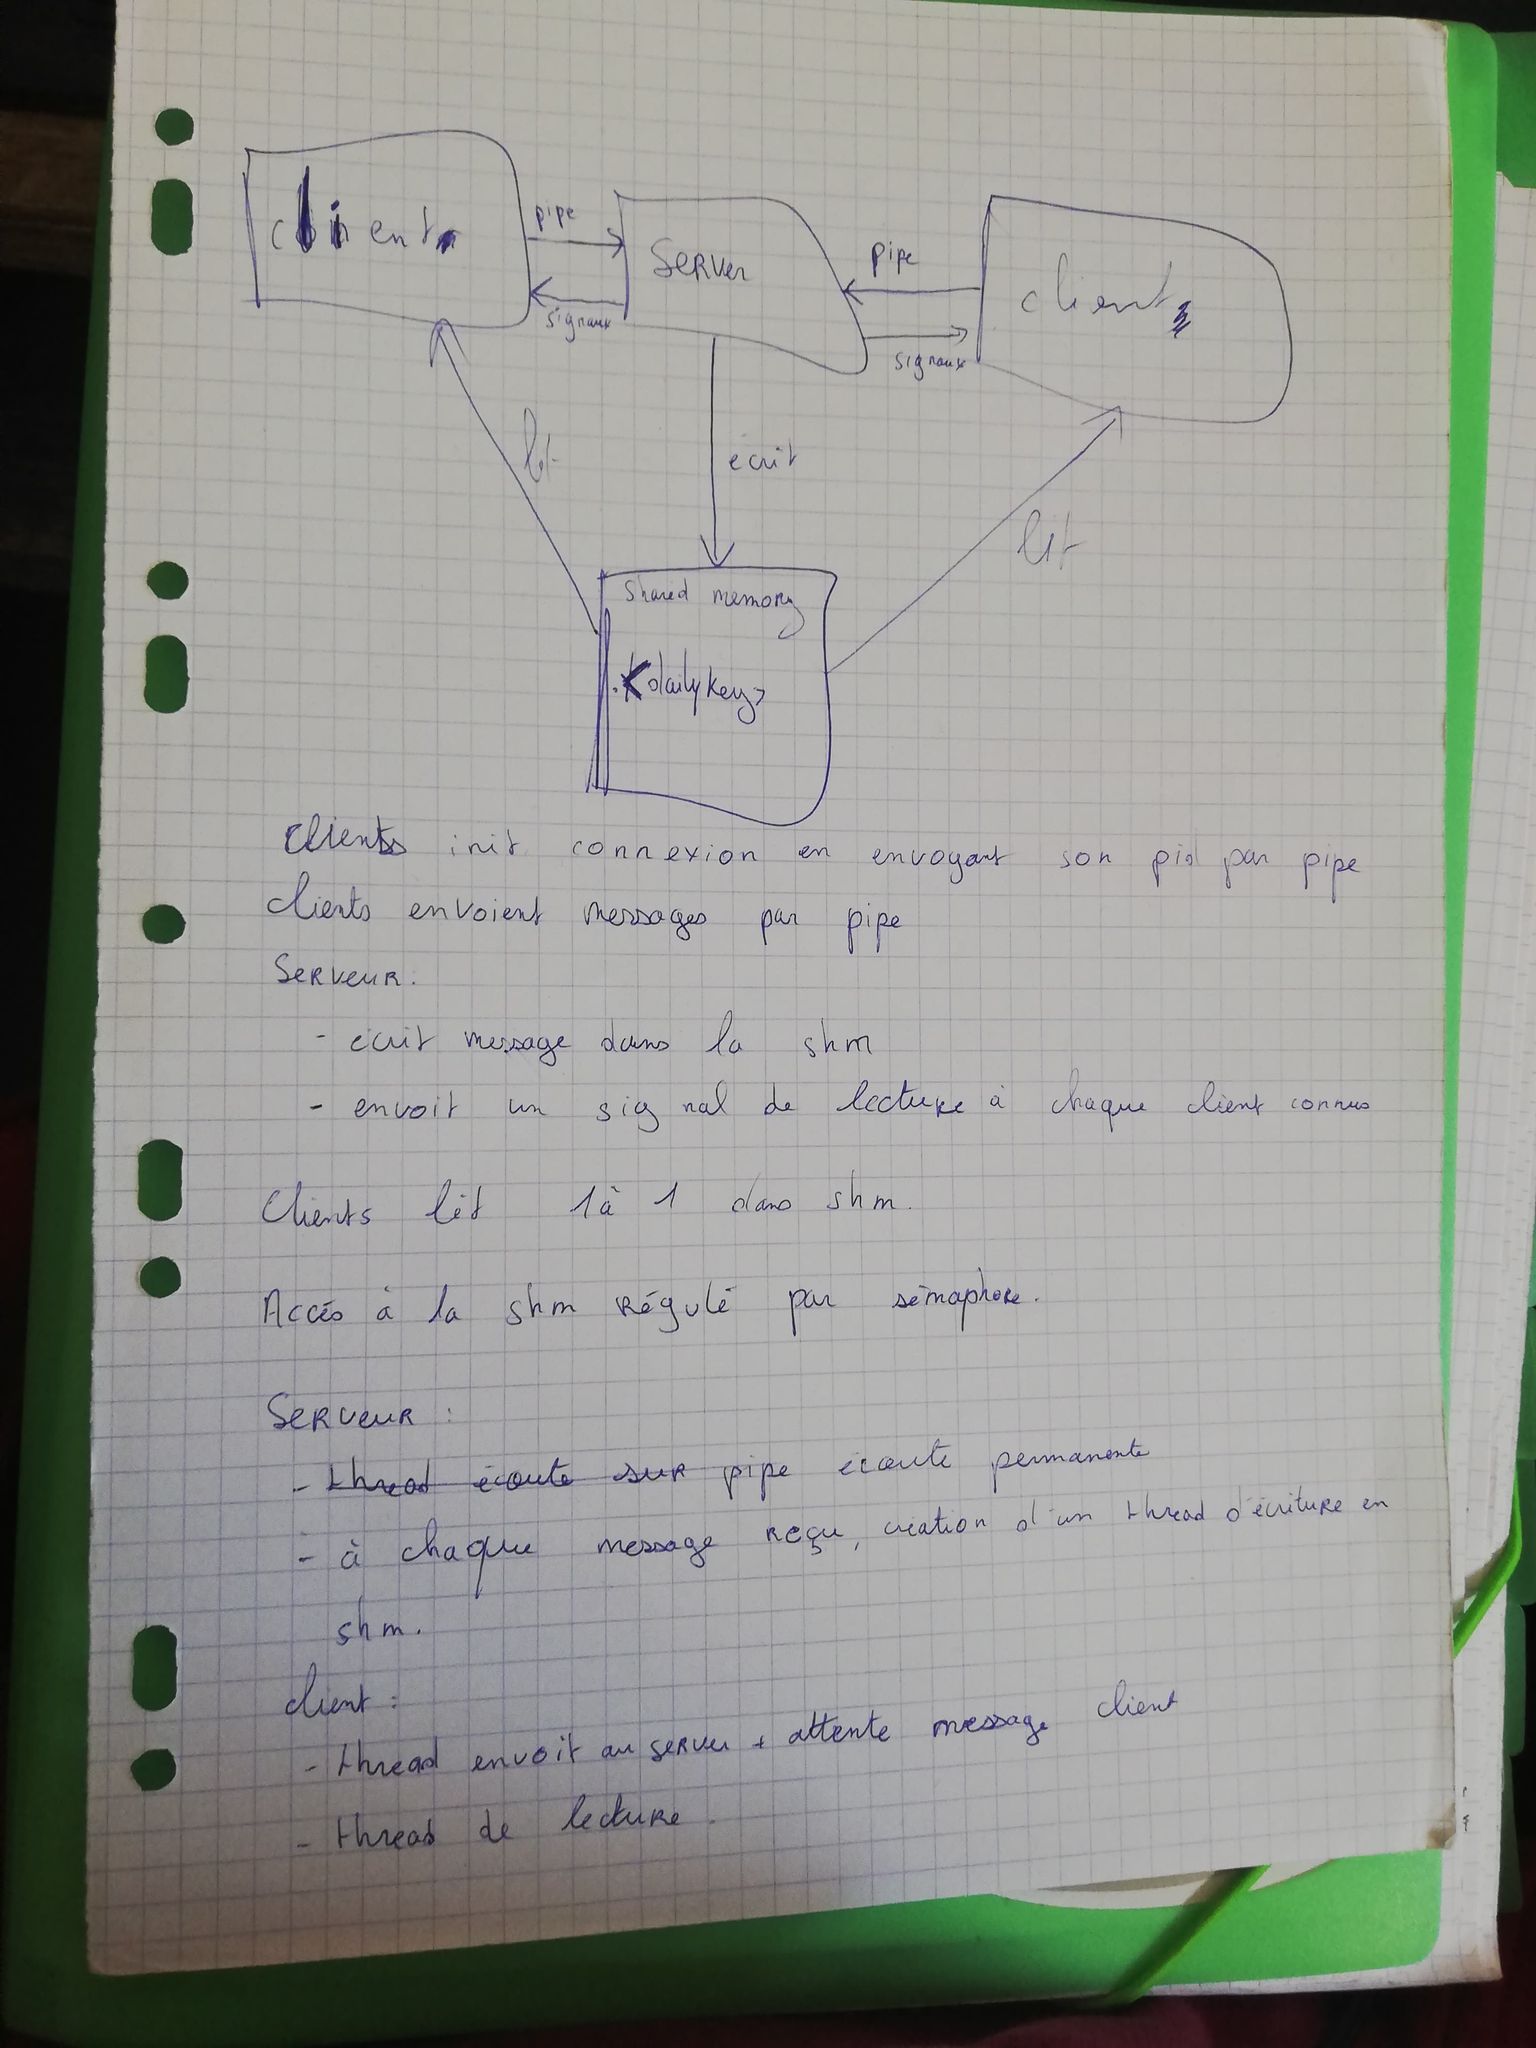 client
pipe
Server
signaux
pipe
client
signaux
lit
écrit
lit
Shared memory
<dailykey>
Clients init connexion en envoyant son pid par pipe
clients envoient messages par pipe
Serveur.
- écrit message dans la shm
- envoit un signal de lecture à chaque client connus
Clients lit 1 à 1 dans shm.
Accès à la shm régulé par sémaphore.
Serveur :
- thread écoute sur pipe écoute permanente
- à chaque message reçu, création d'un thread d'écriture en
shm.
client :
- thread envoit au server + attente message client
- thread de lecture.